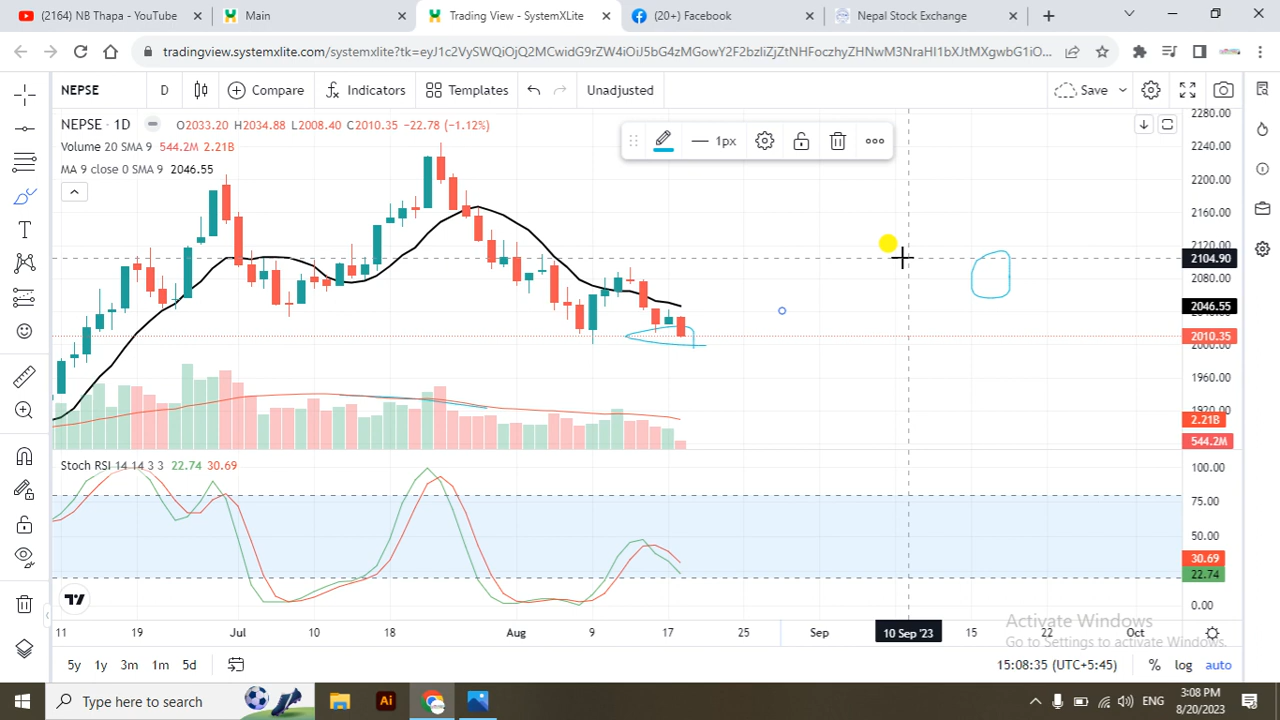 (2164) NB Thapa - YouTube
Main
Trading View - SystemXLite
(20+) Facebook
Nepal Stock Exchange
NEPSE
D
Compare
Indicators
Templates
Unadjusted
Save
NEPSE · 1D
O2033.20 H2034.88 L2008.40 C2010.35 −22.78 (−1.12%)
Volume 20 SMA 9 544.2M 2.21B
MA 9 close 0 SMA 9 2046.55
1px
2280.00
2240.00
2200.00
2160.00
2120.00
2104.90
2080.00
2046.55
2010.35
2000.00
1960.00
1920.00
2.21B
544.2M
Stoch RSI 14 14 3 3 22.74 30.69
100.00
75.00
50.00
30.69
22.74
0.00
11 19 Jul 10 18 Aug 9 17 25 Sep 10 Sep '23 15 22 Oct
Activate Windows
Go to Settings to activate Windows.
5y 1y 3m 1m 5d
15:08:35 (UTC+5:45) % log auto
Type here to search
Ai
ENG
3:08 PM
8/20/2023